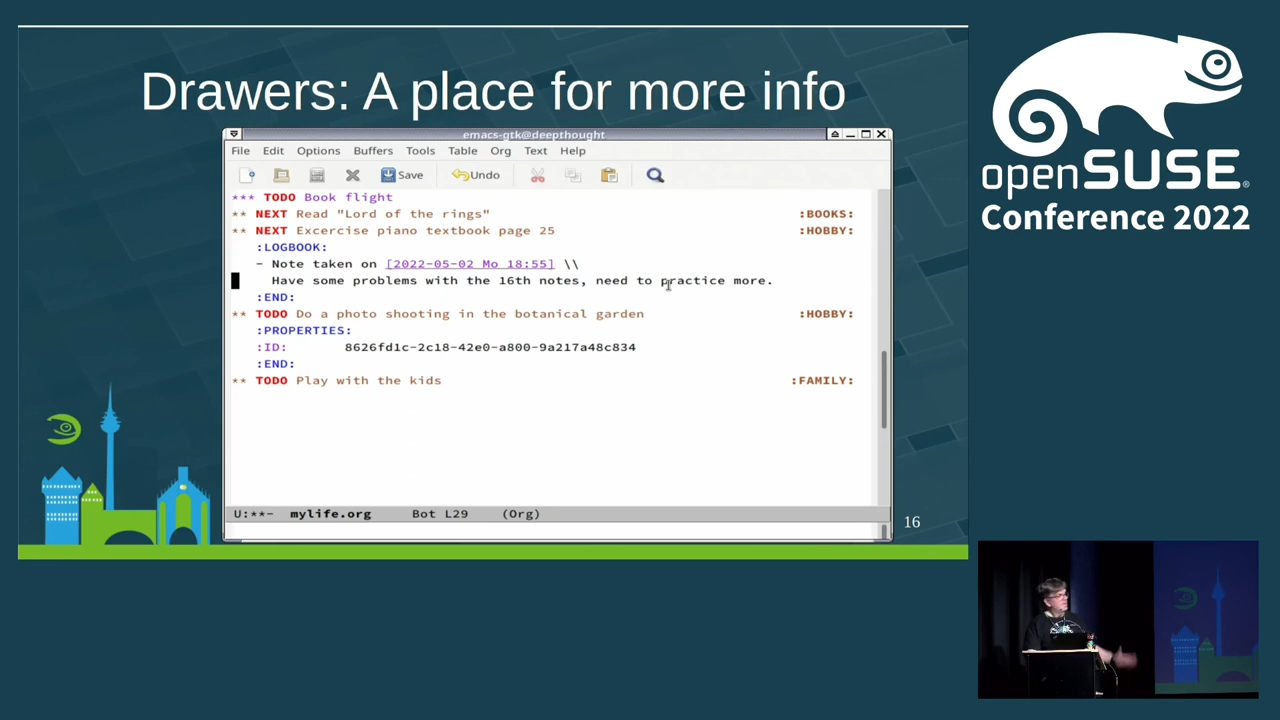 Drawers: A place for more info
emacs-gtk@deepthought
File Edit Options Buffers Tools Table Org Text Help
Save Undo
*** TODO Book flight
** NEXT Read "Lord of the rings" :BOOKS:
** NEXT Excercise piano textbook page 25 :HOBBY:
:LOGBOOK:
- Note taken on [2022-05-02 Mo 18:55] \\
Have some problems with the 16th notes, need to practice more.
:END:
** TODO Do a photo shooting in the botanical garden :HOBBY:
:PROPERTIES:
:ID: 8626fd1c-2c18-42e0-a800-9a217a48c834
:END:
** TODO Play with the kids :FAMILY:
U:**- mylife.org Bot L29 (Org)
16
openSUSE®
Conference 2022